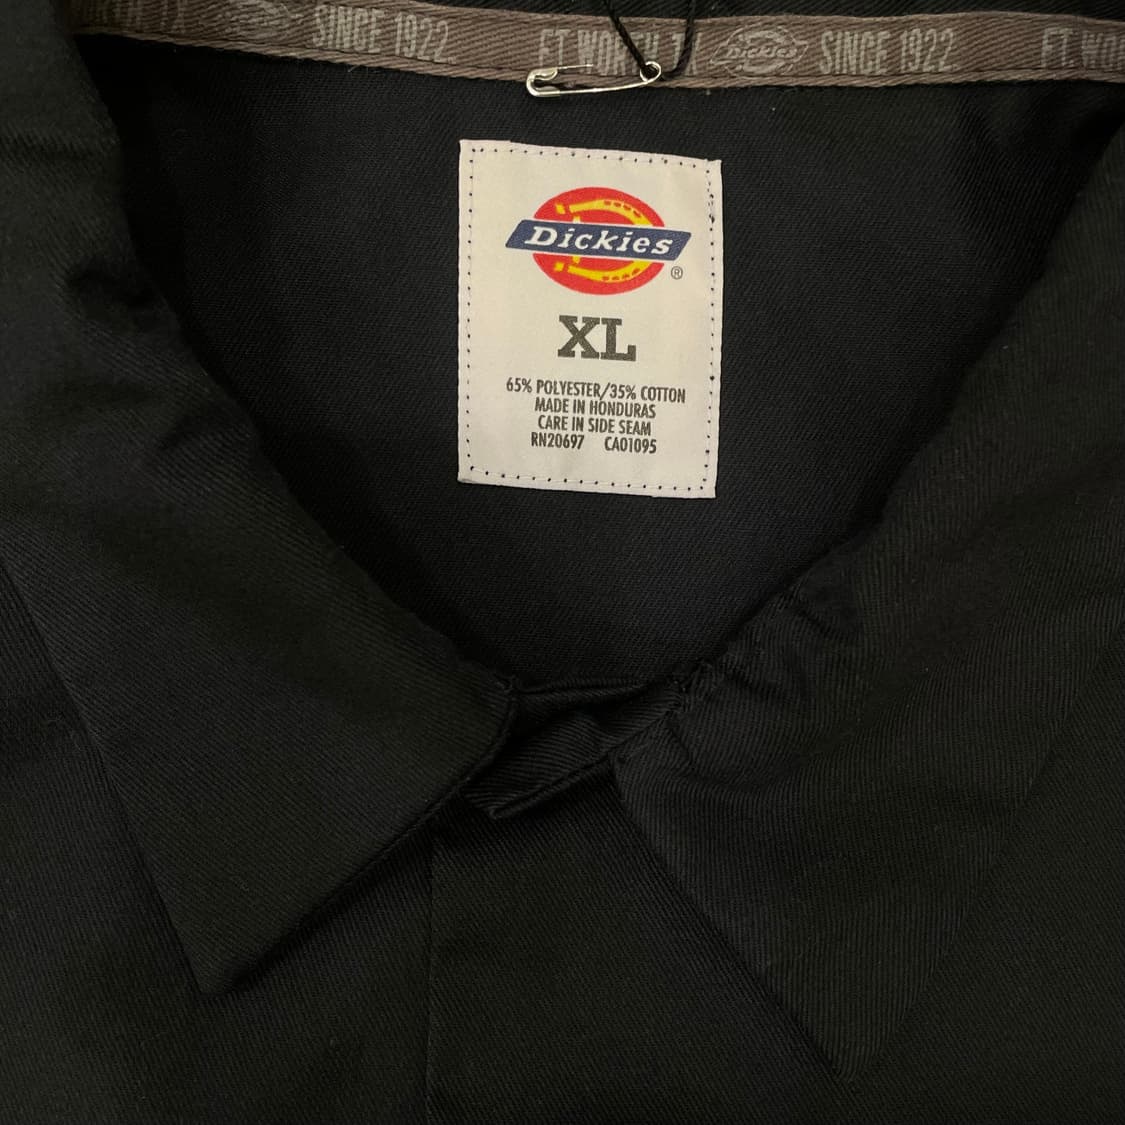 SINCE 1922 FT. WORTH TX Dickies SINCE 1922
Dickies ®
XL
65% POLYESTER/35% COTTON
MADE IN HONDURAS
CARE IN SIDE SEAM
RN20697 CA01095